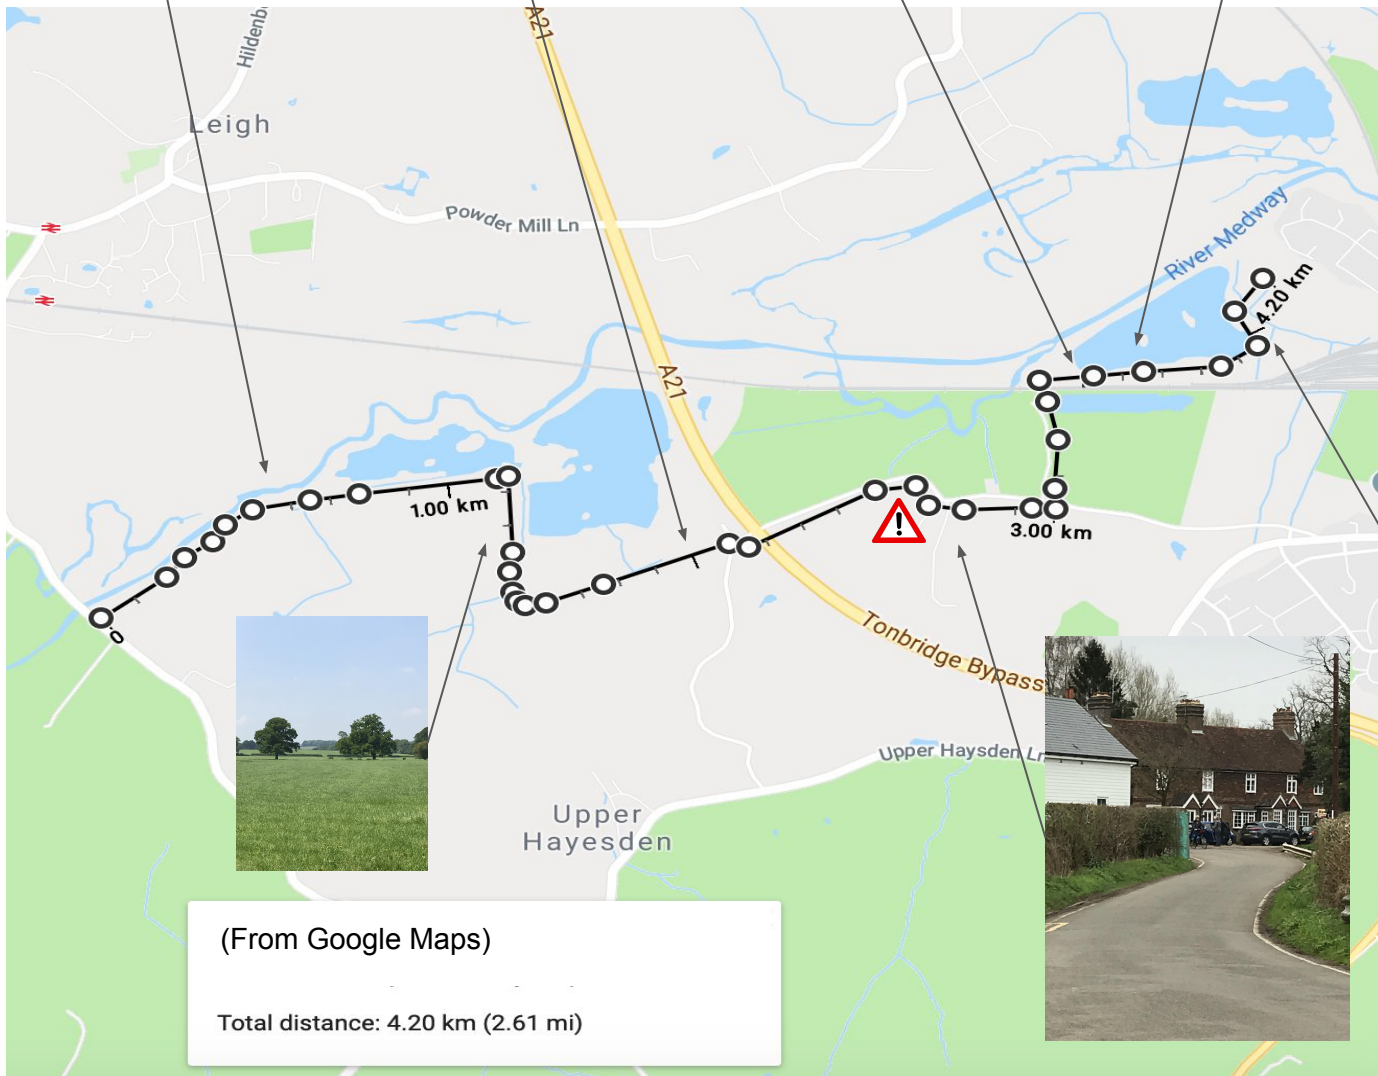 A21
Hildenb
Leigh
Powder Mill Ln
River Medway
4.20 km
A21
1.00 km
3.00 km
0
Tonbridge Bypass
Upper Haysden Ln
Upper
Hayesden
(From Google Maps)
Total distance: 4.20 km (2.61 mi)